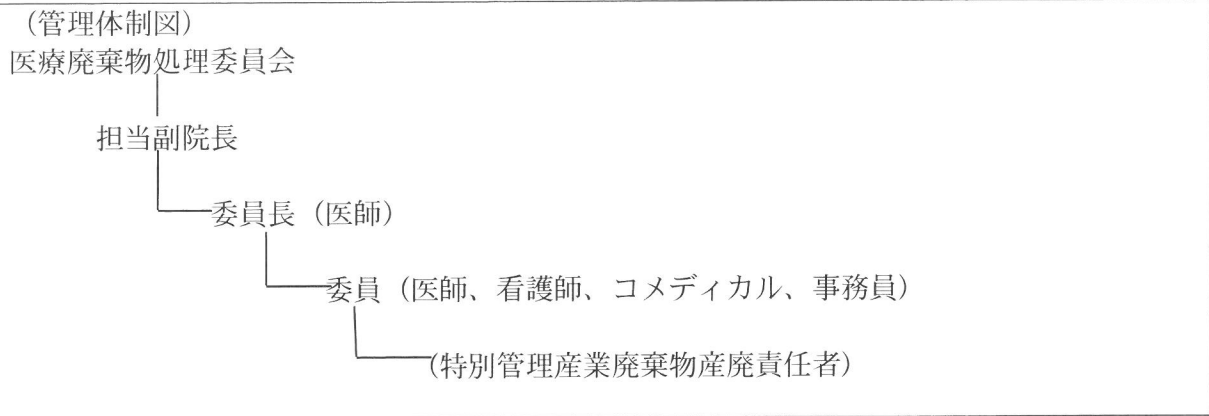 （管理体制図）
医療廃棄物処理委員会
担当副院長
委員長（医師）
委員（医師、看護師、コメディカル、事務員）
（特別管理産業廃棄物産廃責任者）